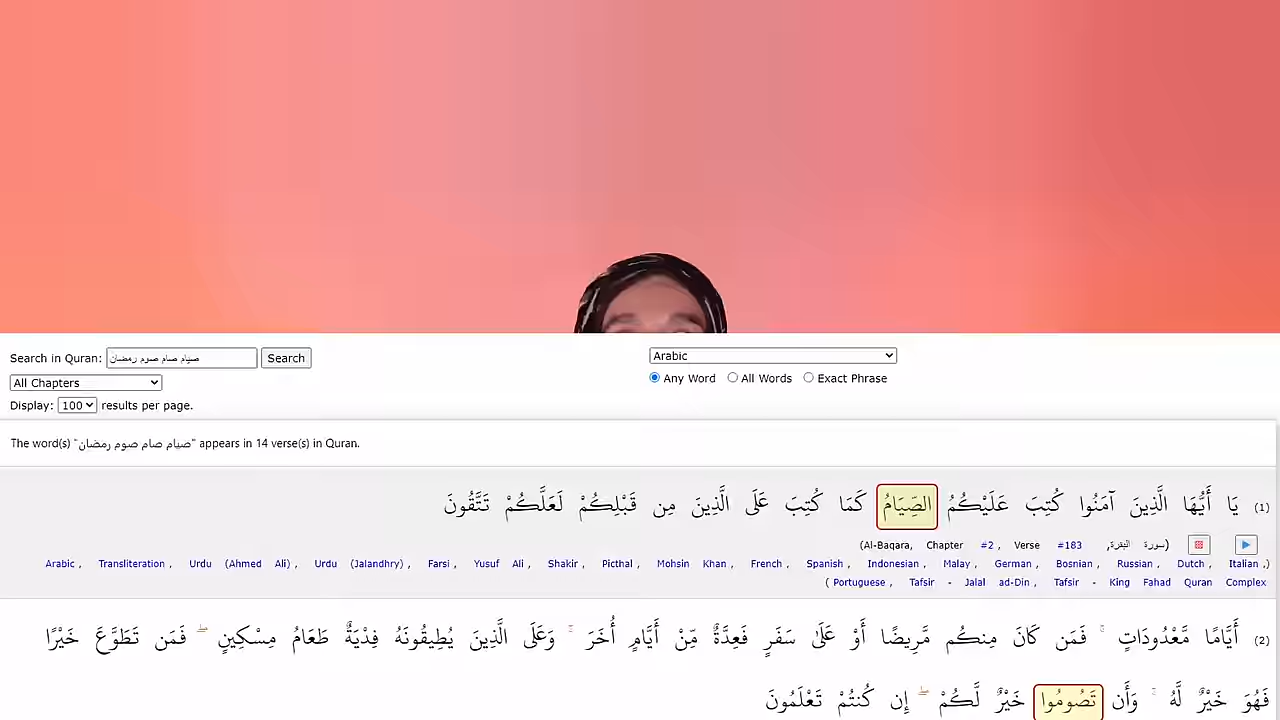 Search in Quran: صيام صام صوم رمضان Search
Arabic
All Chapters
Any Word All Words Exact Phrase
Display: 100 results per page.
The word(s) "صيام صام صوم رمضان" appears in 14 verse(s) in Quran.
(1) يَا أَيُّهَا الَّذِينَ آمَنُوا كُتِبَ عَلَيْكُمُ الصِّيَامُ كَمَا كُتِبَ عَلَى الَّذِينَ مِن قَبْلِكُمْ لَعَلَّكُمْ تَتَّقُونَ
(Al-Baqara, Chapter #2, Verse #183 ,سورة البقرة)
Arabic, Transliteration, Urdu (Ahmed Ali), Urdu (Jalandhry), Farsi, Yusuf Ali, Shakir, Picthal, Mohsin Khan, French, Spanish, Indonesian, Malay, German, Bosnian, Russian, Dutch, Italian ,)
( Portuguese, Tafsir - Jalal ad-Din, Tafsir - King Fahad Quran Complex
(2) أَيَّامًا مَّعْدُودَاتٍ ۚ فَمَن كَانَ مِنكُم مَّرِيضًا أَوْ عَلَىٰ سَفَرٍ فَعِدَّةٌ مِّنْ أَيَّامٍ أُخَرَ ۚ وَعَلَى الَّذِينَ يُطِيقُونَهُ فِدْيَةٌ طَعَامُ مِسْكِينٍ ۖ فَمَن تَطَوَّعَ خَيْرًا
فَهُوَ خَيْرٌ لَّهُ ۚ وَأَن تَصُومُوا خَيْرٌ لَّكُمْ ۖ إِن كُنتُمْ تَعْلَمُونَ